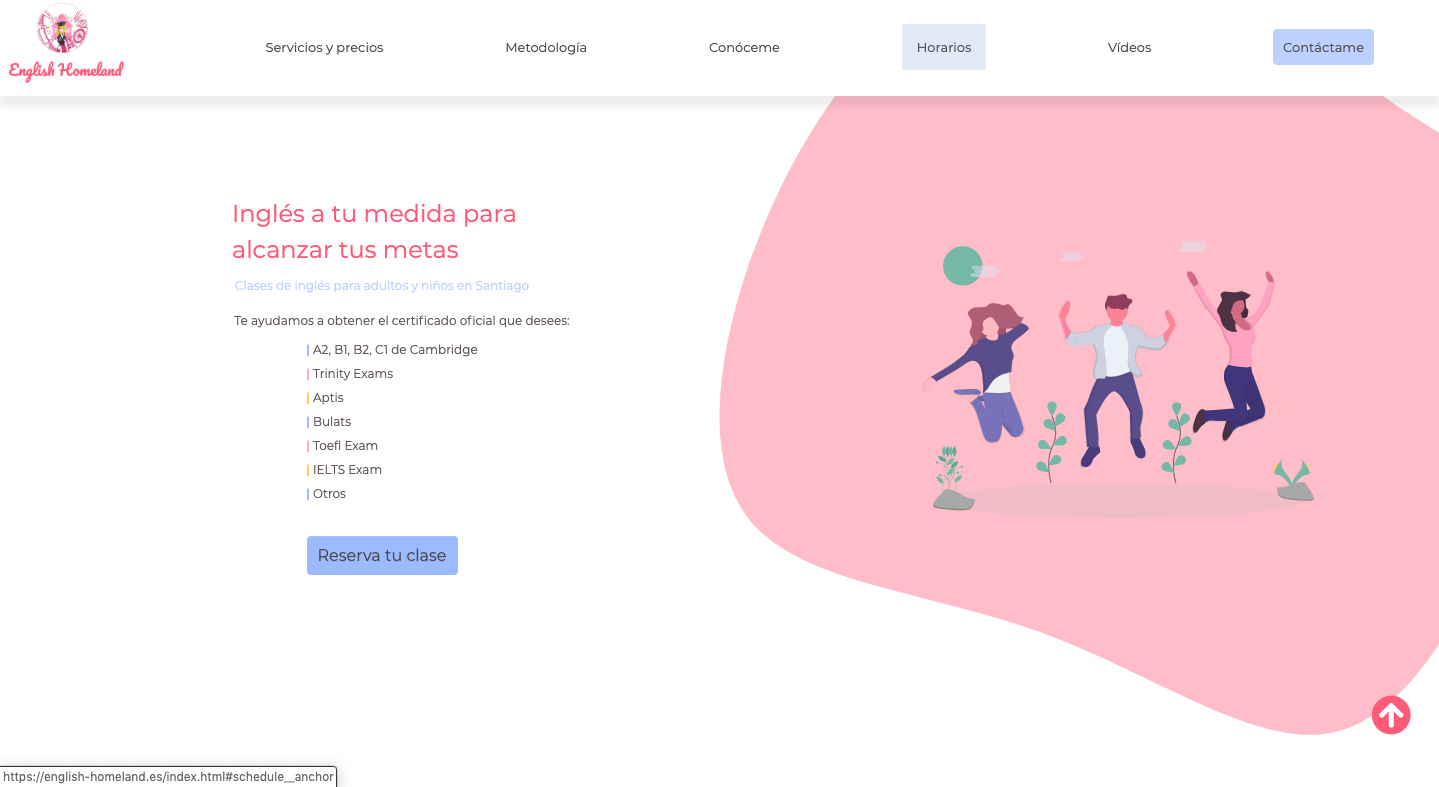 English Homeland
Servicios y precios
Metodología
Conóceme
Horarios
Vídeos
Contáctame
Inglés a tu medida para
alcanzar tus metas
Clases de inglés para adultos y niños en Santiago
Te ayudamos a obtener el certificado oficial que desees:
A2, B1, B2, C1 de Cambridge
Trinity Exams
Aptis
Bulats
Toefl Exam
IELTS Exam
Otros
Reserva tu clase
https://english-homeland.es/index.html#schedule__anchor